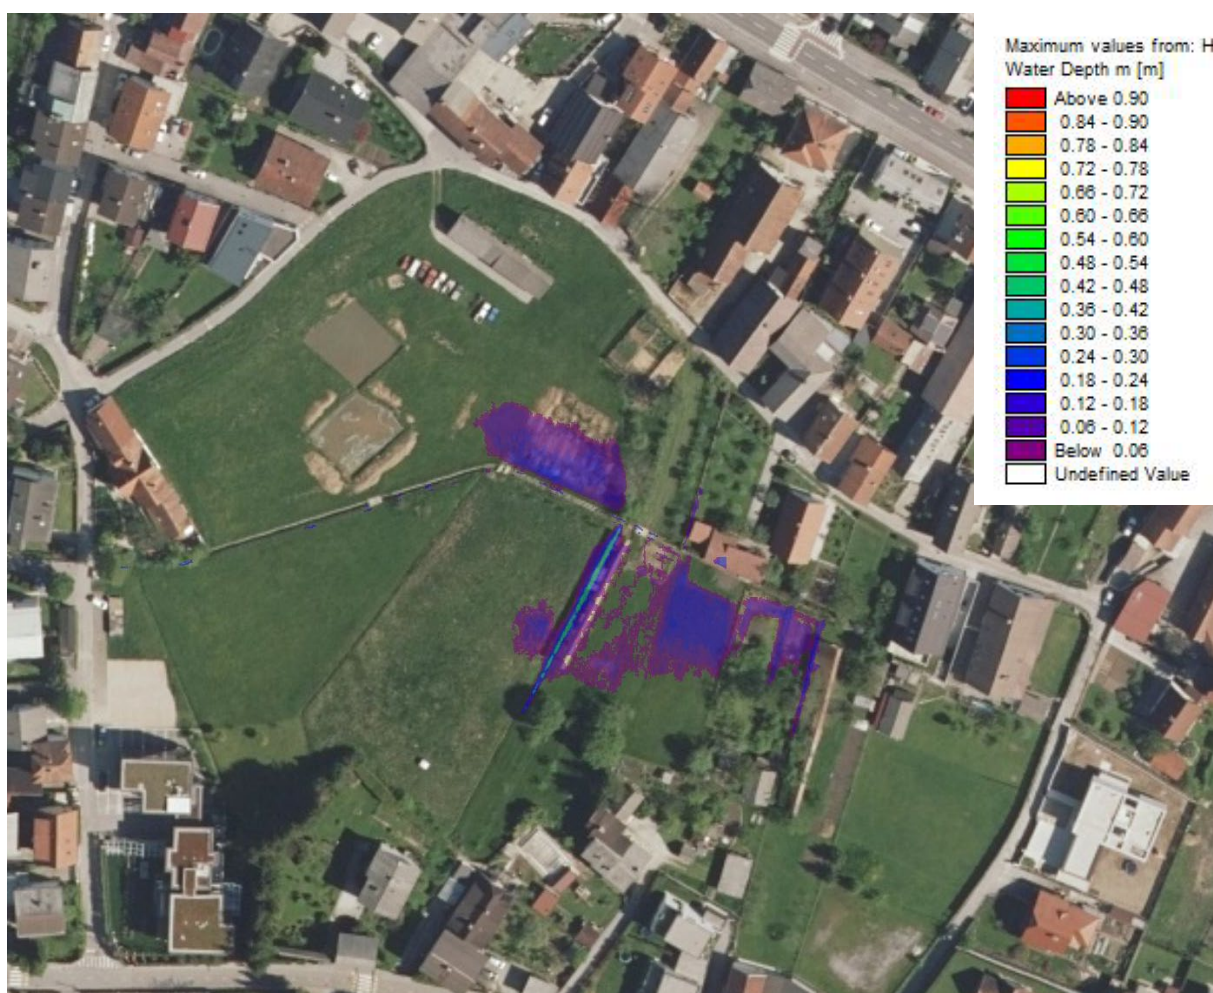 Maximum values from: H
Water Depth m [m]
Above 0.90
0.84 - 0.90
0.78 - 0.84
0.72 - 0.78
0.66 - 0.72
0.60 - 0.66
0.54 - 0.60
0.48 - 0.54
0.42 - 0.48
0.36 - 0.42
0.30 - 0.36
0.24 - 0.30
0.18 - 0.24
0.12 - 0.18
0.06 - 0.12
Below 0.06
Undefined Value